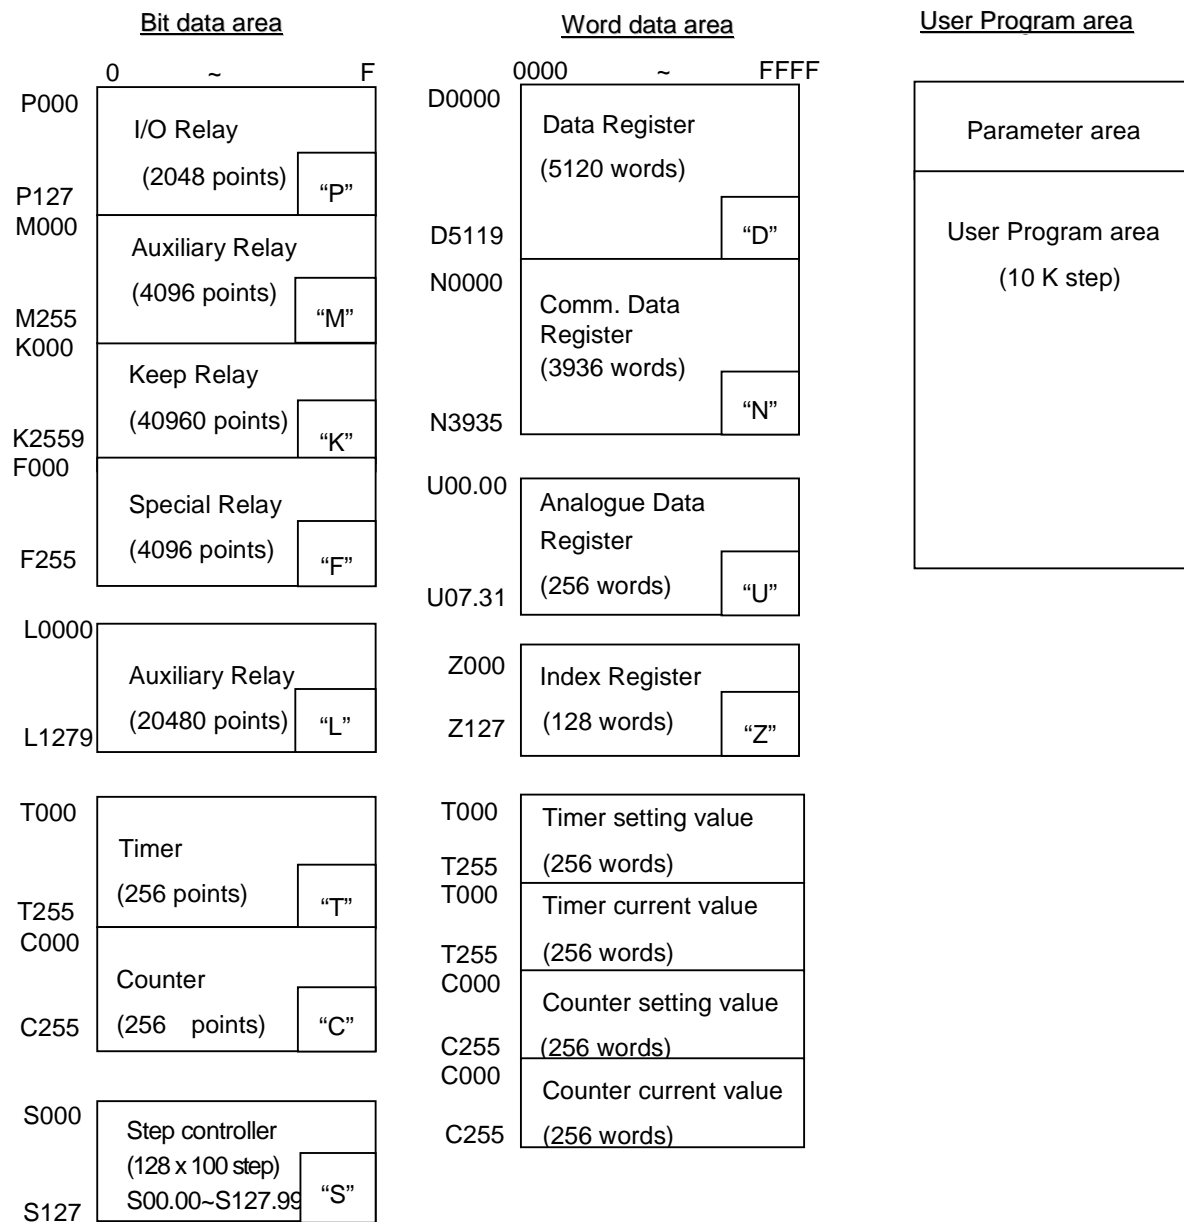 Bit data area
0 ~ F
P000
I/O Relay
(2048 points)
“P”
P127
M000
Auxiliary Relay
(4096 points)
“M”
M255
K000
Keep Relay
(40960 points)
“K”
K2559
F000
Special Relay
(4096 points)
“F”
F255
L0000
Auxiliary Relay
(20480 points)
“L”
L1279
T000
Timer
(256 points)
“T”
T255
C000
Counter
(256 points)
“C”
C255
S000
Step controller
(128 x 100 step)
S00.00~S127.99
“S”
S127
Word data area
0000 ~ FFFF
D0000
Data Register
(5120 words)
“D”
D5119
N0000
Comm. Data
Register
(3936 words)
“N”
N3935
U00.00
Analogue Data
Register
(256 words)
“U”
U07.31
Z000
Index Register
(128 words)
“Z”
Z127
T000
Timer setting value
T255
(256 words)
T000
Timer current value
T255
(256 words)
C000
Counter setting value
C255
(256 words)
C000
Counter current value
C255
(256 words)
User Program area
Parameter area
User Program area
(10 K step)